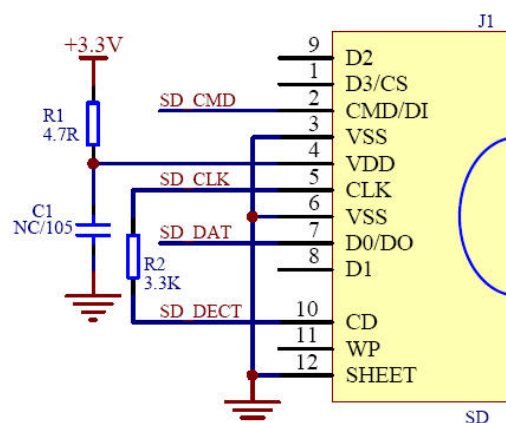 J1
+3.3V
9 D2
1 D3/CS
SD_CMD 2 CMD/DI
R1
4.7R
3 VSS
4 VDD
SD_CLK 5 CLK
C1
NC/105
6 VSS
SD_DAT 7 D0/DO
R2
3.3K
8 D1
SD_DECT 10 CD
11 WP
12 SHEET
SD